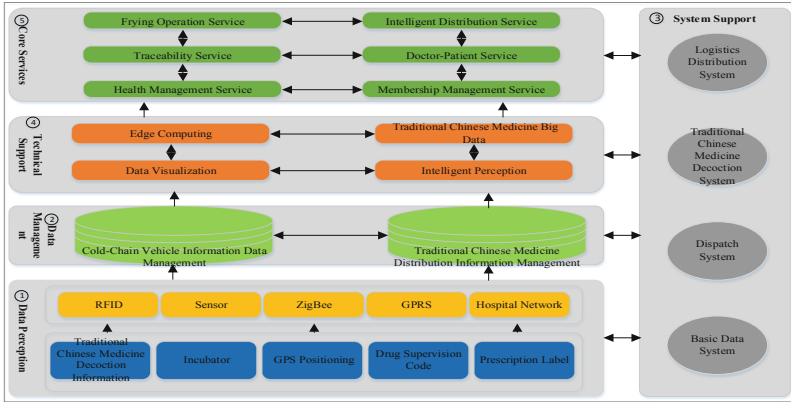 ⑤ Core Services
Frying Operation Service
Intelligent Distribution Service
Traceability Service
Doctor-Patient Service
Health Management Service
Membership Management Service
④ Technical
Support
Edge Computing
Traditional Chinese Medicine Big
Data
Data Visualization
Intelligent Perception
② Data
Manageme
nt
Cold-Chain Vehicle Information Data
Management
Traditional Chinese Medicine
Distribution Information Management
① Data Perception
RFID
Sensor
ZigBee
GPRS
Hospital Network
Traditional
Chinese Medicine
Decoction
Information
Incubator
GPS Positioning
Drug Supervision
Code
Prescription Label
③ System Support
Logistics
Distribution
System
Traditional
Chinese
Medicine
Decoction
System
Dispatch
System
Basic Data
System